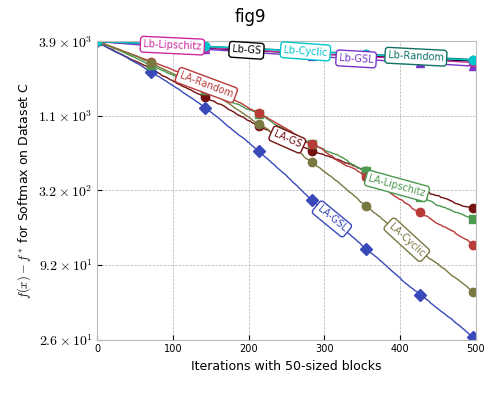 fig9
3.9 × 10³
1.1 × 10³
3.2 × 10²
9.2 × 10¹
2.6 × 10¹
f(x) − f* for Softmax on Dataset C
Lb-Lipschitz
Lb-GS
Lb-Cyclic
Lb-GSL
Lb-Random
LA-Random
LA-GS
LA-Lipschitz
LA-GSL
LA-Cyclic
0 100 200 300 400 500
Iterations with 50-sized blocks